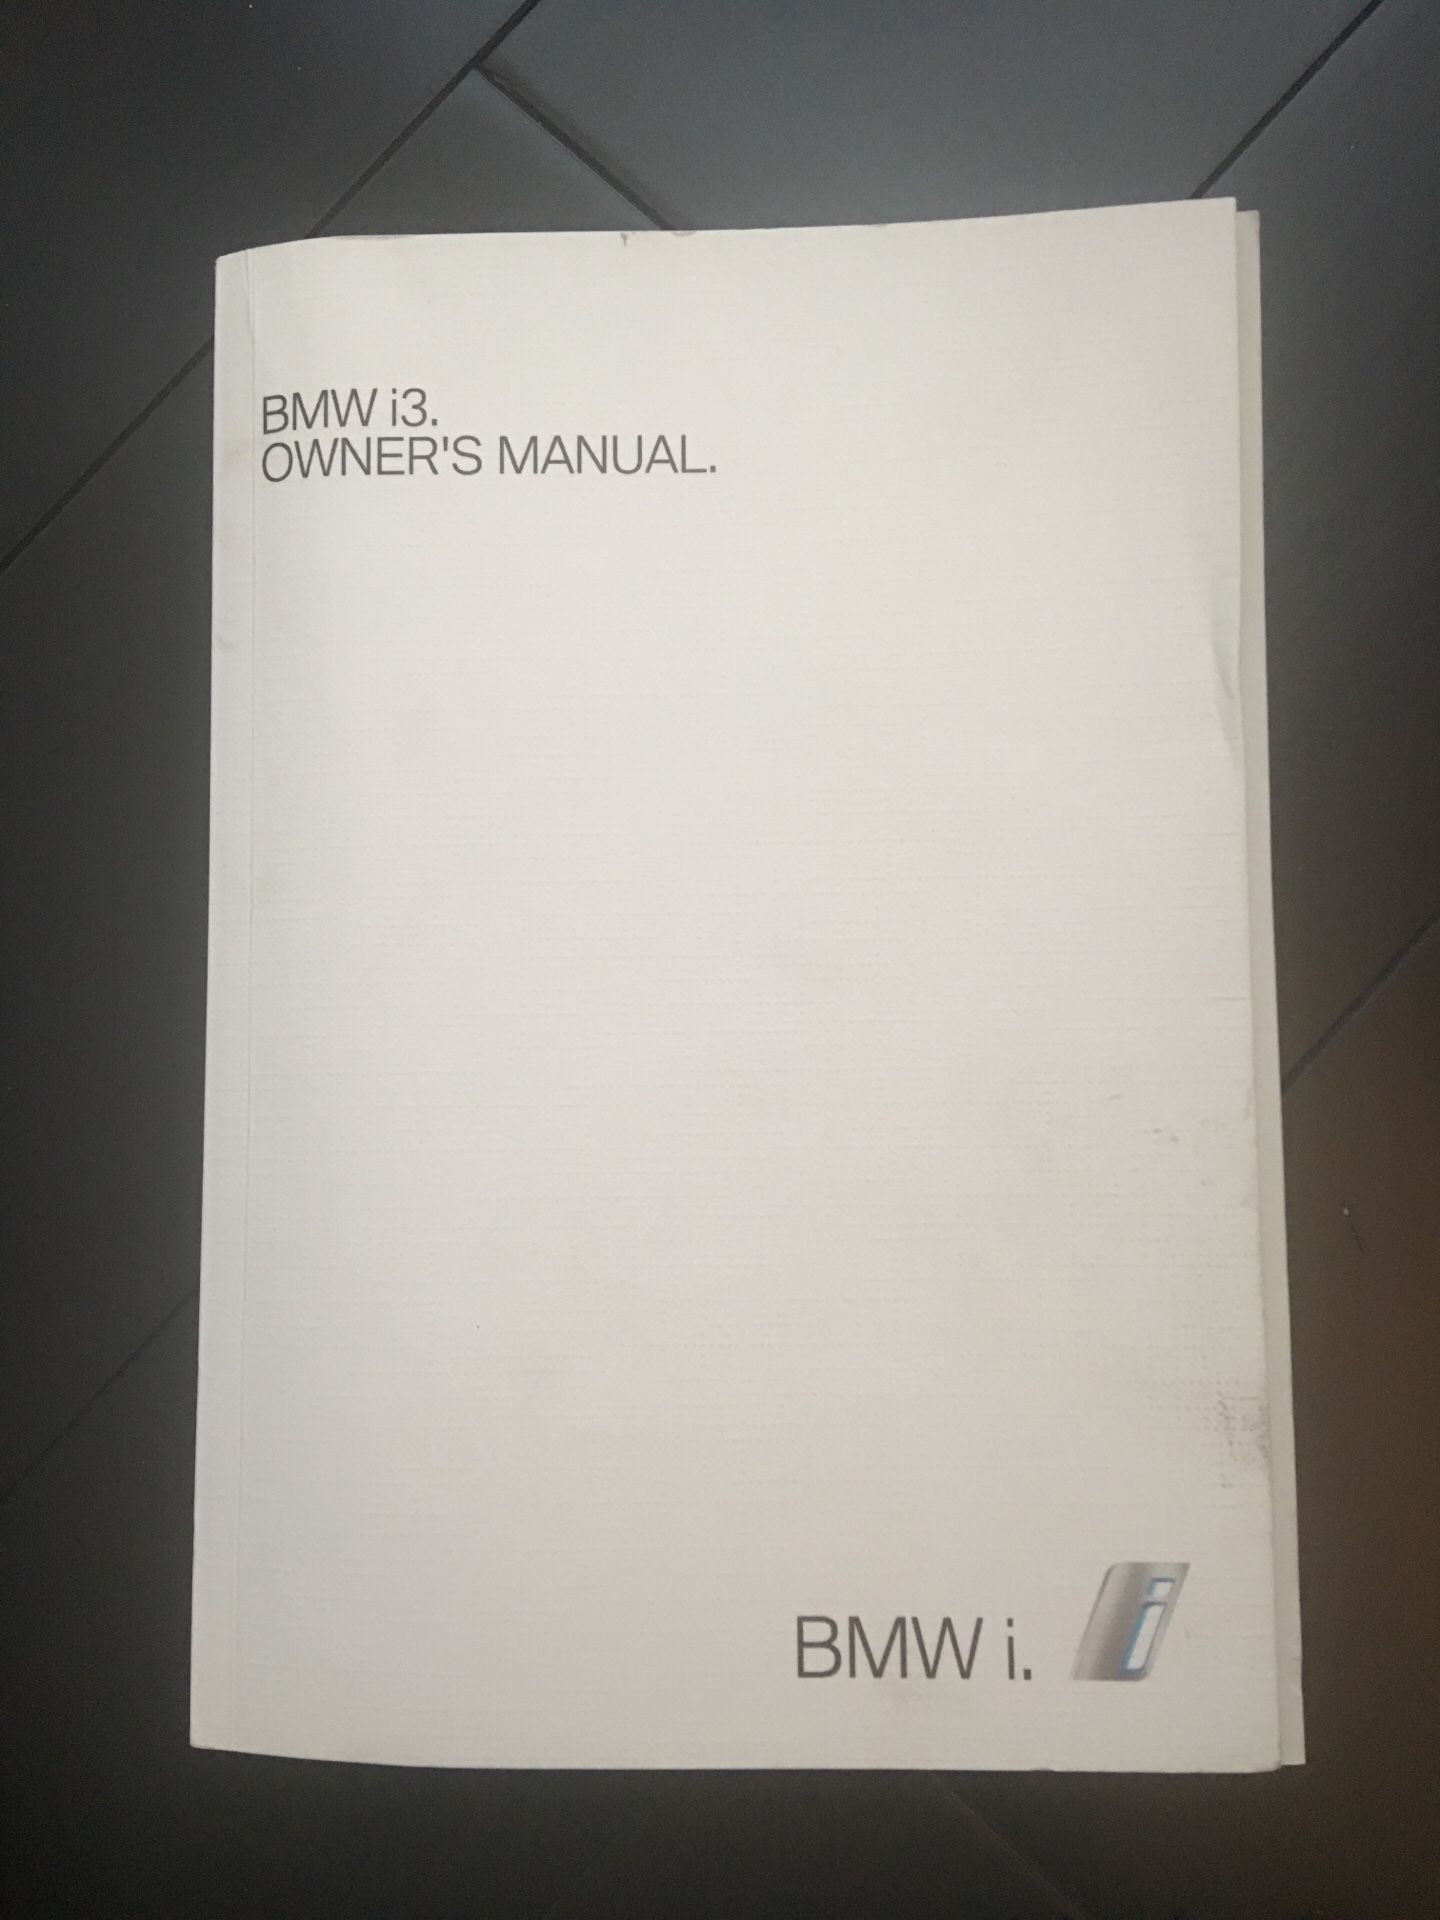 BMW i3.
OWNER'S MANUAL.
BMW i. i